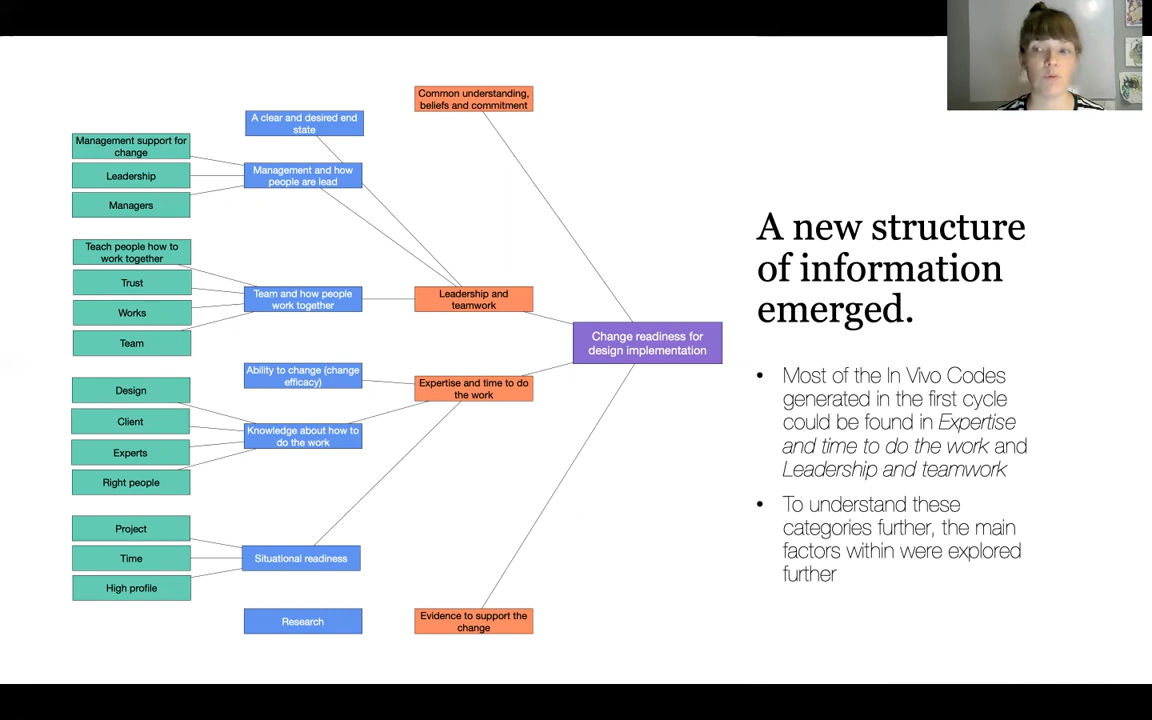 Common understanding,
beliefs and commitment
A clear and desired end
state
Management support for
change
Management and how
people are lead
Leadership
Managers
Teach people how to
work together
Trust
Team and how people
work together
Leadership and
teamwork
Works
Team
Change readiness for
design implementation
Ability to change (change
efficacy)
Expertise and time to do
the work
Design
Client
Knowledge about how to
do the work
Experts
Right people
Project
Time
Situational readiness
High profile
Research
Evidence to support the
change
A new structure
of information
emerged.
• Most of the In Vivo Codes
generated in the first cycle
could be found in Expertise
and time to do the work and
Leadership and teamwork
• To understand these
categories further, the main
factors within were explored
further